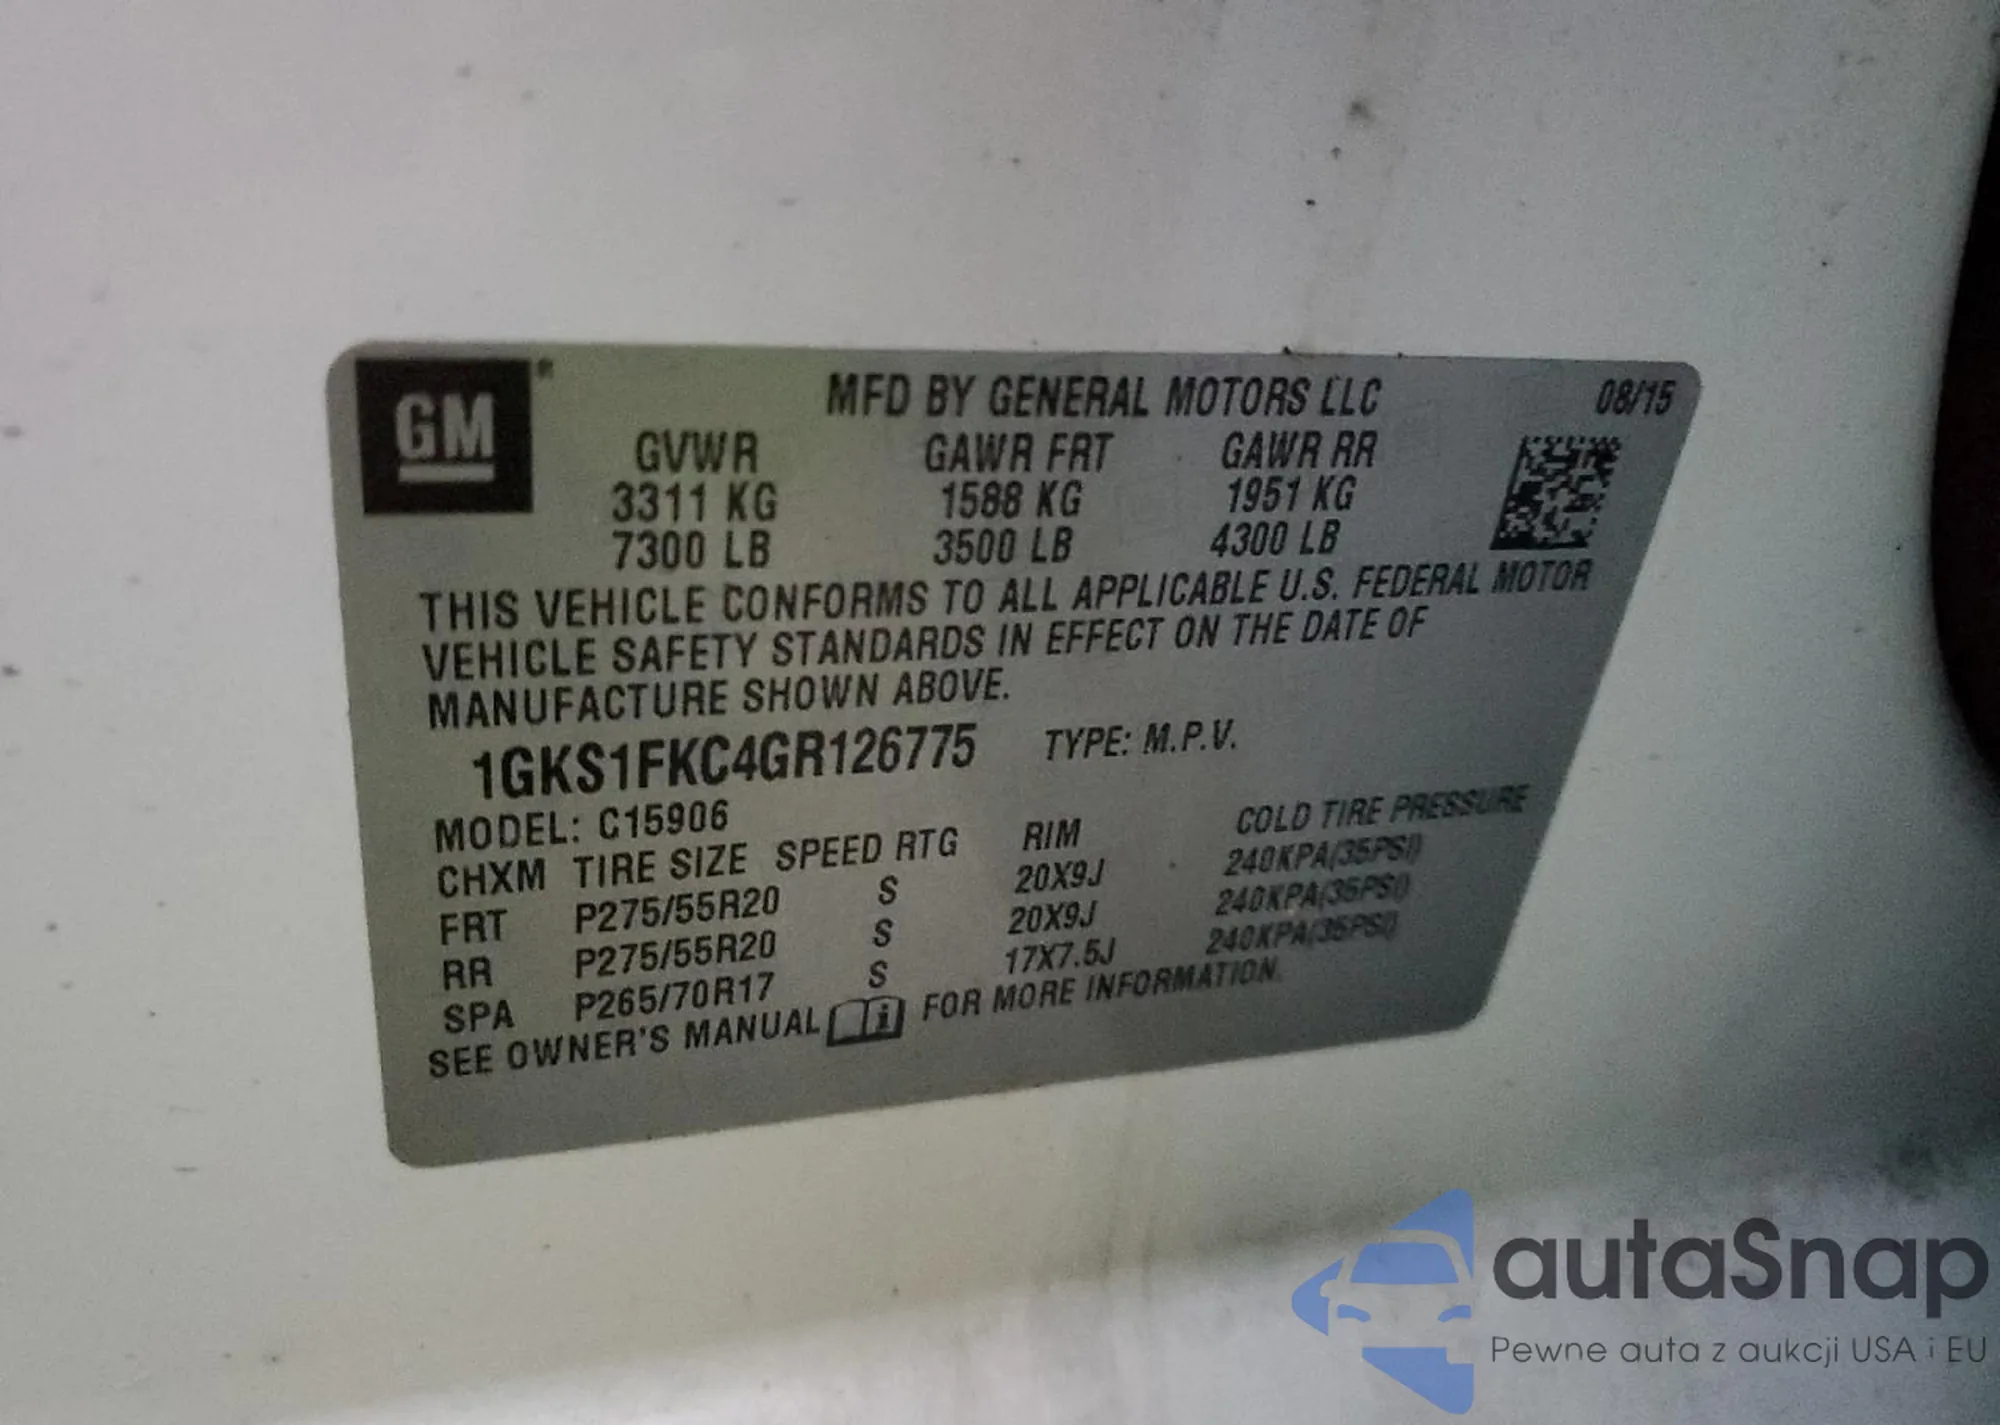 GM ®
MFD BY GENERAL MOTORS LLC 08/15
GVWR GAWR FRT GAWR RR
3311 KG 1588 KG 1951 KG
7300 LB 3500 LB 4300 LB
THIS VEHICLE CONFORMS TO ALL APPLICABLE U.S. FEDERAL MOTOR
VEHICLE SAFETY STANDARDS IN EFFECT ON THE DATE OF
MANUFACTURE SHOWN ABOVE.
1GKS1FKC4GR126775 TYPE: M.P.V.
MODEL: C15906
CHXM TIRE SIZE SPEED RTG RIM COLD TIRE PRESSURE
FRT P275/55R20 S 20X9J 240KPA(35PSI)
RR P275/55R20 S 20X9J 240KPA(35PSI)
SPA P265/70R17 S 17X7.5J 240KPA(35PSI)
SEE OWNER'S MANUAL i FOR MORE INFORMATION.
autaSnap
Pewne auta z aukcji USA i EU